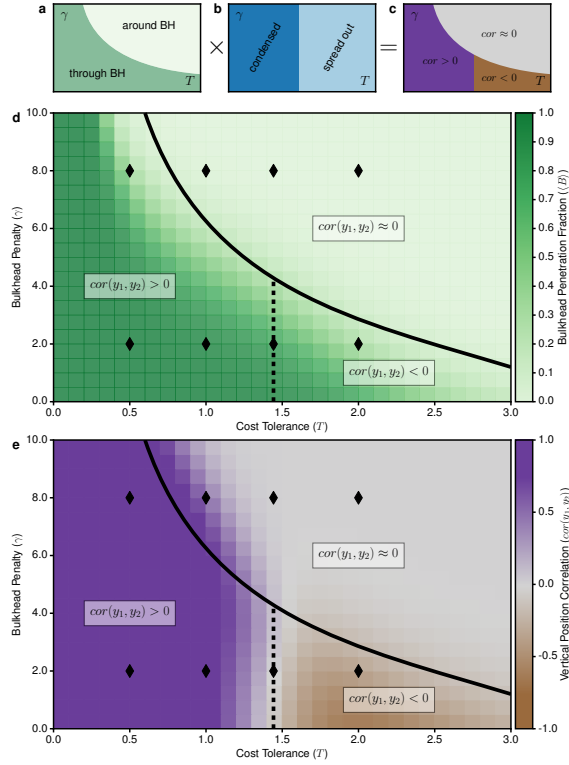 a
b
c
γ
around BH
through BH
T
×
γ
condensed
spread out
T
=
γ
cor ≈ 0
cor > 0
cor < 0
T
d
10.0
8.0
6.0
4.0
2.0
0.0
Bulkhead Penalty (γ)
cor(y₁, y₂) ≈ 0
cor(y₁, y₂) > 0
cor(y₁, y₂) < 0
0.0 0.5 1.0 1.5 2.0 2.5 3.0
Cost Tolerance (T)
1.0
0.9
0.8
0.7
0.6
0.5
0.4
0.3
0.2
0.1
0.0
Bulkhead Penetration Fraction (⟨B⟩)
e
10.0
8.0
6.0
4.0
2.0
0.0
Bulkhead Penalty (γ)
cor(y₁, y₂) ≈ 0
cor(y₁, y₂) > 0
cor(y₁, y₂) < 0
0.0 0.5 1.0 1.5 2.0 2.5 3.0
Cost Tolerance (T)
1.0
0.5
0.0
-0.5
-1.0
Vertical Position Correlation (cor(y₁, y₂))